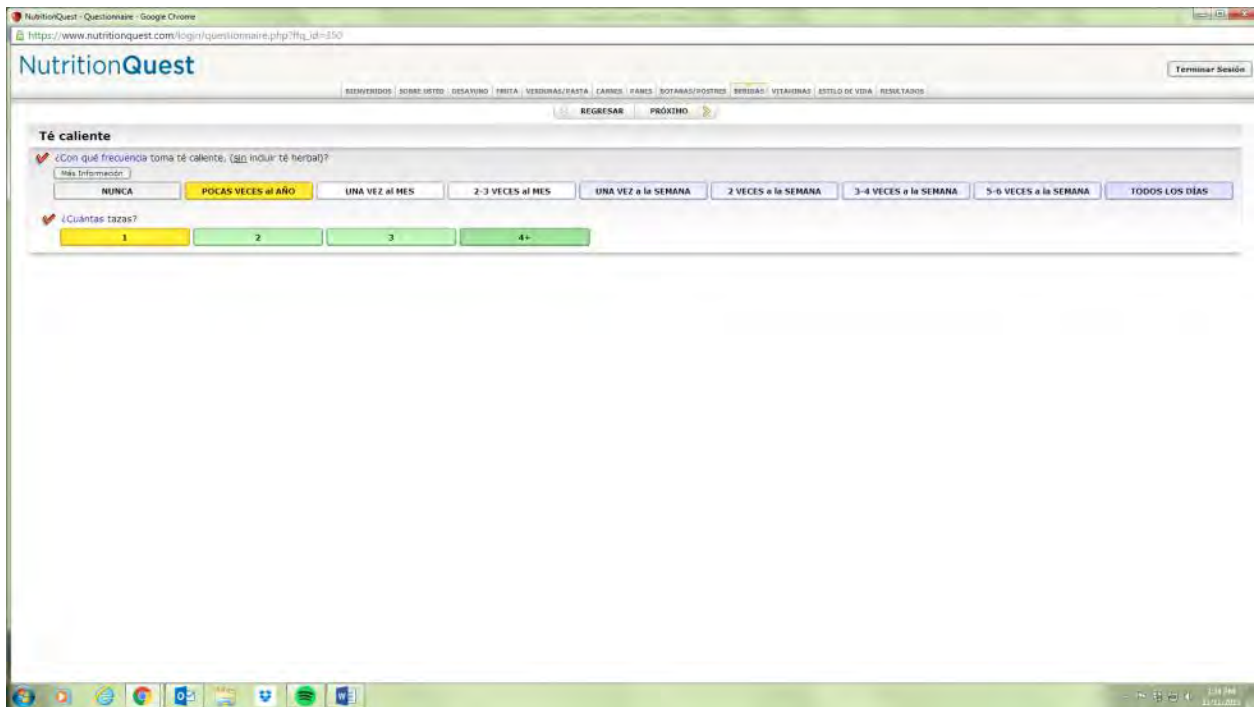 NutritionQuest - Questionnaire - Google Chrome
https://www.nutritionquest.com/login/questionnaire.php?ffq_id=350
NutritionQuest
Terminar Sesión
BIENVENIDOS SOBRE USTED DESAYUNO FRUTA VERDURAS/PASTA CARNES PANES BOTANAS/POSTRES BEBIDAS VITAMINAS ESTILO DE VIDA RESULTADOS
REGRESAR PRÓXIMO
Té caliente
¿Con qué frecuencia toma té caliente, (sin incluir té herbal)?
Más Información
NUNCA POCAS VECES al AÑO UNA VEZ al MES 2-3 VECES al MES UNA VEZ a la SEMANA 2 VECES a la SEMANA 3-4 VECES a la SEMANA 5-6 VECES a la SEMANA TODOS LOS DÍAS
¿Cuántas tazas?
1 2 3 4+